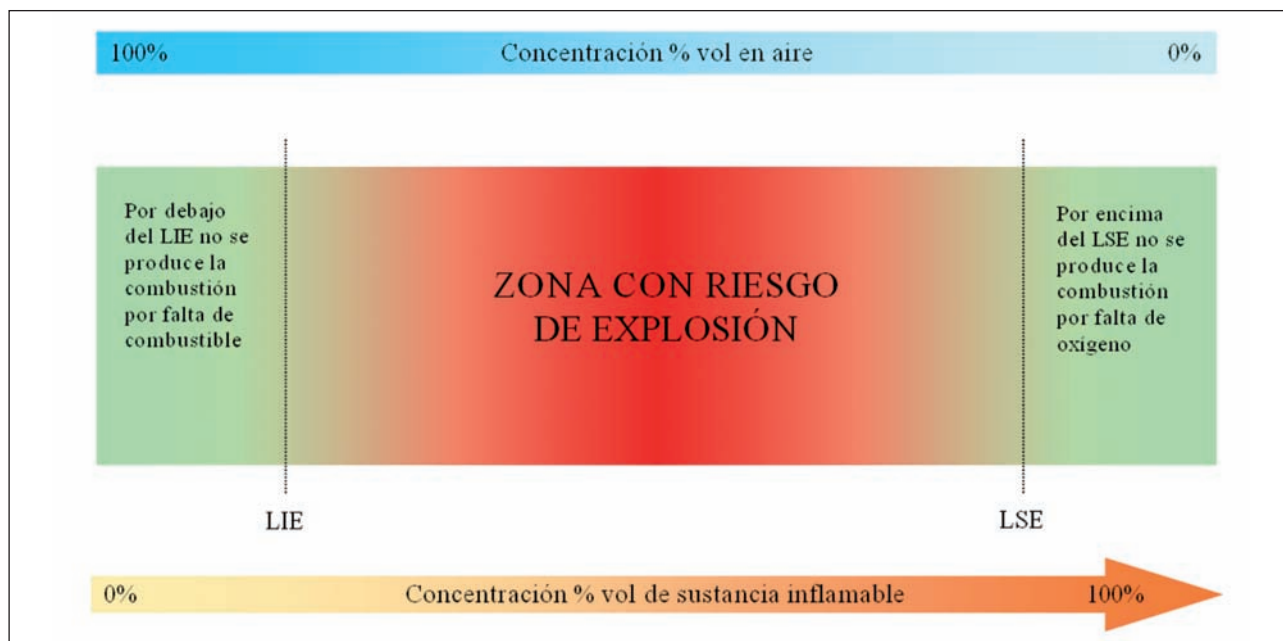 100% Concentración % vol en aire 0%
Por debajo
del LIE no se
produce la
combustión
por falta de
combustible
ZONA CON RIESGO
DE EXPLOSIÓN
Por encima
del LSE no se
produce la
combustión
por falta de
oxígeno
LIE
LSE
0% Concentración % vol de sustancia inflamable 100%